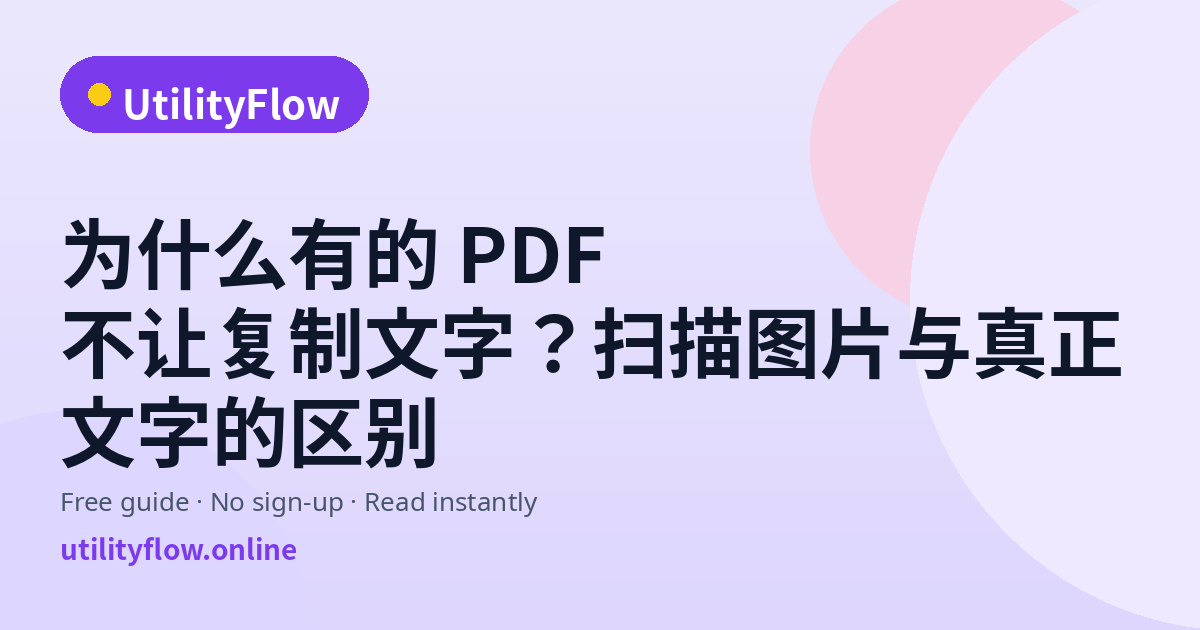 UtilityFlow
为什么有的 PDF
不让复制文字？扫描图片与真正
文字的区别
Free guide · No sign-up · Read instantly
utilityflow.online